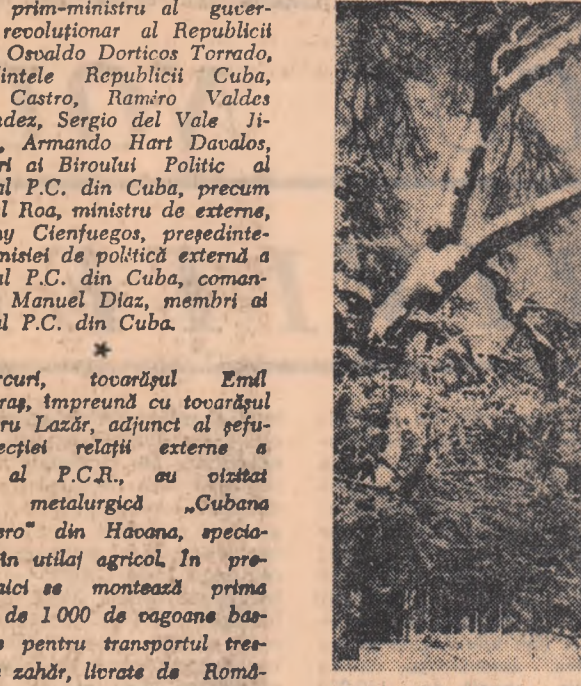 prim-ministru al guver-
revoluționar al Republicii
Osvaldo Dorticos Torrado,
dintele Republicii Cuba,
Castro, Ramiro Valdes
ndez, Sergio del Vale Ji-
, Armando Hart Davalos,
ri ai Biroului Politic al
al P.C. din Cuba, precum
l Roa, ministru de externe,
ny Cienfuegos, președinte-
misiei de politică externă a
al P.C. din Cuba, coman-
Manuel Diaz, membri ai
al P.C. din Cuba.
*
rcuri, tovarășul Emil
raș, împreună cu tovarășul
ru Lazăr, adjunct al șefu-
ecției relații externe a
al P.C.R., au vizitat
metalurgică „Cubana
ero" din Havana, specia-
în utilaj agricol. În pre-
aici se montează prima
de 1 000 de vagoane bas-
e pentru transportul tres-
e zahăr, livrate de Româ-